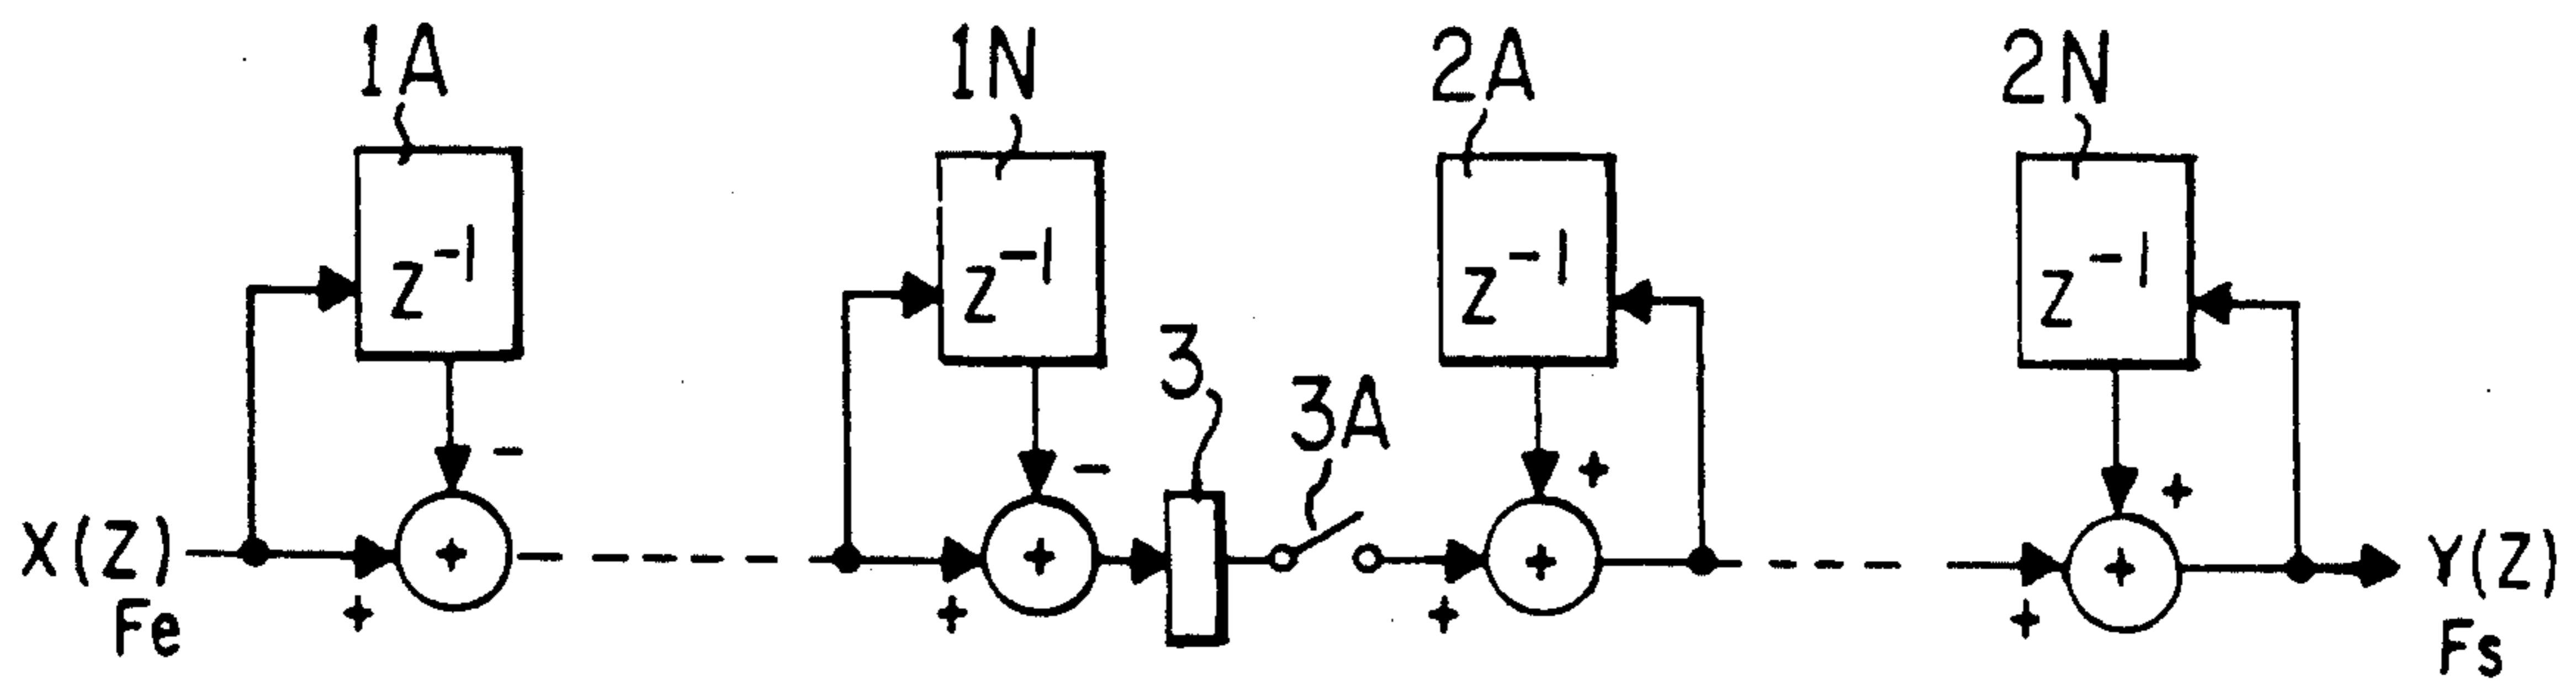 1A 1N 2A 2N
z⁻¹ z⁻¹ z⁻¹ z⁻¹
3
3A
- - + +
X(Z) + + + + Y(Z)
Fe + + + + Fs